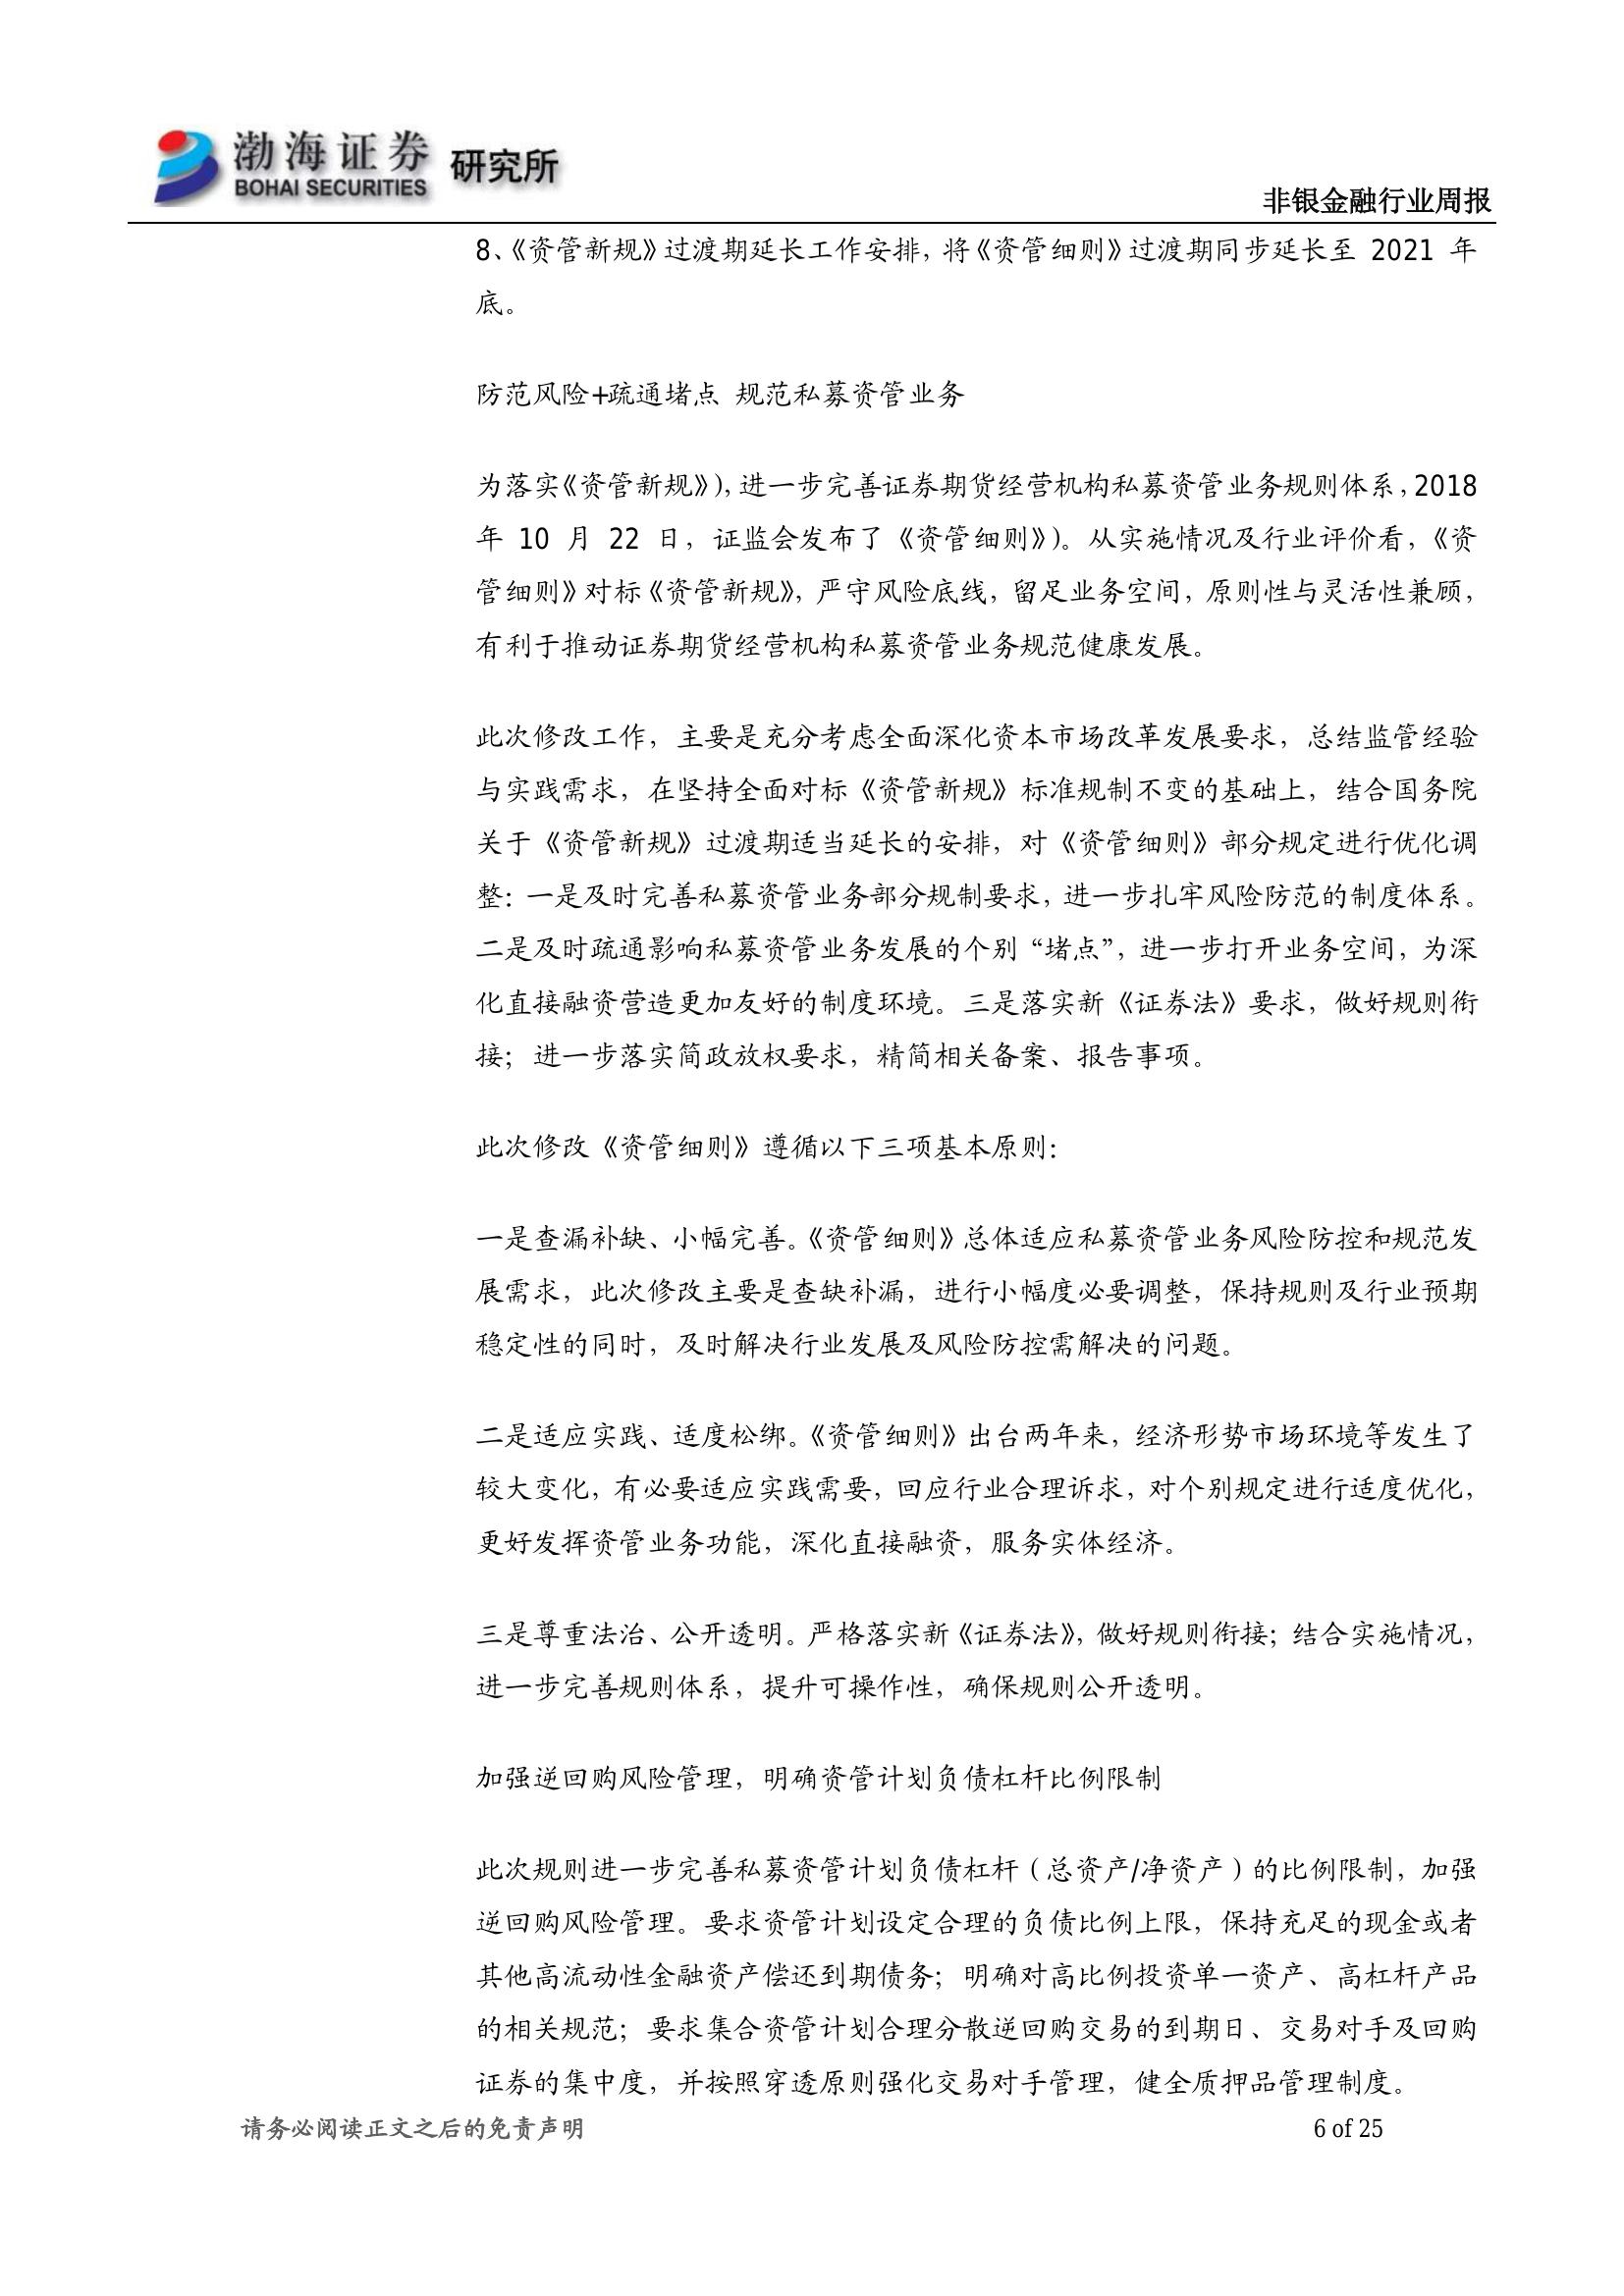 渤海证券 研究所
BOHAI SECURITIES
非银金融行业周报
8、《资管新规》过渡期延长工作安排，将《资管细则》过渡期同步延长至 2021 年
底。
防范风险+疏通堵点 规范私募资管业务
为落实《资管新规》)，进一步完善证券期货经营机构私募资管业务规则体系，2018
年 10 月 22 日，证监会发布了《资管细则》)。从实施情况及行业评价看，《资
管细则》对标《资管新规》，严守风险底线，留足业务空间，原则性与灵活性兼顾，
有利于推动证券期货经营机构私募资管业务规范健康发展。
此次修改工作，主要是充分考虑全面深化资本市场改革发展要求，总结监管经验
与实践需求，在坚持全面对标《资管新规》标准规制不变的基础上，结合国务院
关于《资管新规》过渡期适当延长的安排，对《资管细则》部分规定进行优化调
整：一是及时完善私募资管业务部分规制要求，进一步扎牢风险防范的制度体系。
二是及时疏通影响私募资管业务发展的个别“堵点”，进一步打开业务空间，为深
化直接融资营造更加友好的制度环境。三是落实新《证券法》要求，做好规则衔
接；进一步落实简政放权要求，精简相关备案、报告事项。
此次修改《资管细则》遵循以下三项基本原则：
一是查漏补缺、小幅完善。《资管细则》总体适应私募资管业务风险防控和规范发
展需求，此次修改主要是查缺补漏，进行小幅度必要调整，保持规则及行业预期
稳定性的同时，及时解决行业发展及风险防控需解决的问题。
二是适应实践、适度松绑。《资管细则》出台两年来，经济形势市场环境等发生了
较大变化，有必要适应实践需要，回应行业合理诉求，对个别规定进行适度优化，
更好发挥资管业务功能，深化直接融资，服务实体经济。
三是尊重法治、公开透明。严格落实新《证券法》，做好规则衔接；结合实施情况，
进一步完善规则体系，提升可操作性，确保规则公开透明。
加强逆回购风险管理，明确资管计划负债杠杆比例限制
此次规则进一步完善私募资管计划负债杠杆（总资产/净资产）的比例限制，加强
逆回购风险管理。要求资管计划设定合理的负债比例上限，保持充足的现金或者
其他高流动性金融资产偿还到期债务；明确对高比例投资单一资产、高杠杆产品
的相关规范；要求集合资管计划合理分散逆回购交易的到期日、交易对手及回购
证券的集中度，并按照穿透原则强化交易对手管理，健全质押品管理制度。
请务必阅读正文之后的免责声明 6 of 25